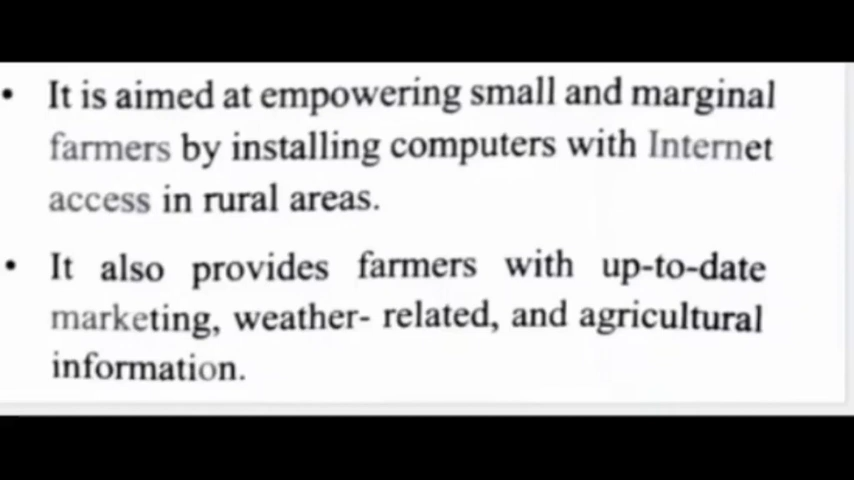 • It is aimed at empowering small and marginal
farmers by installing computers with Internet
access in rural areas.
• It also provides farmers with up-to-date
marketing, weather- related, and agricultural
information.